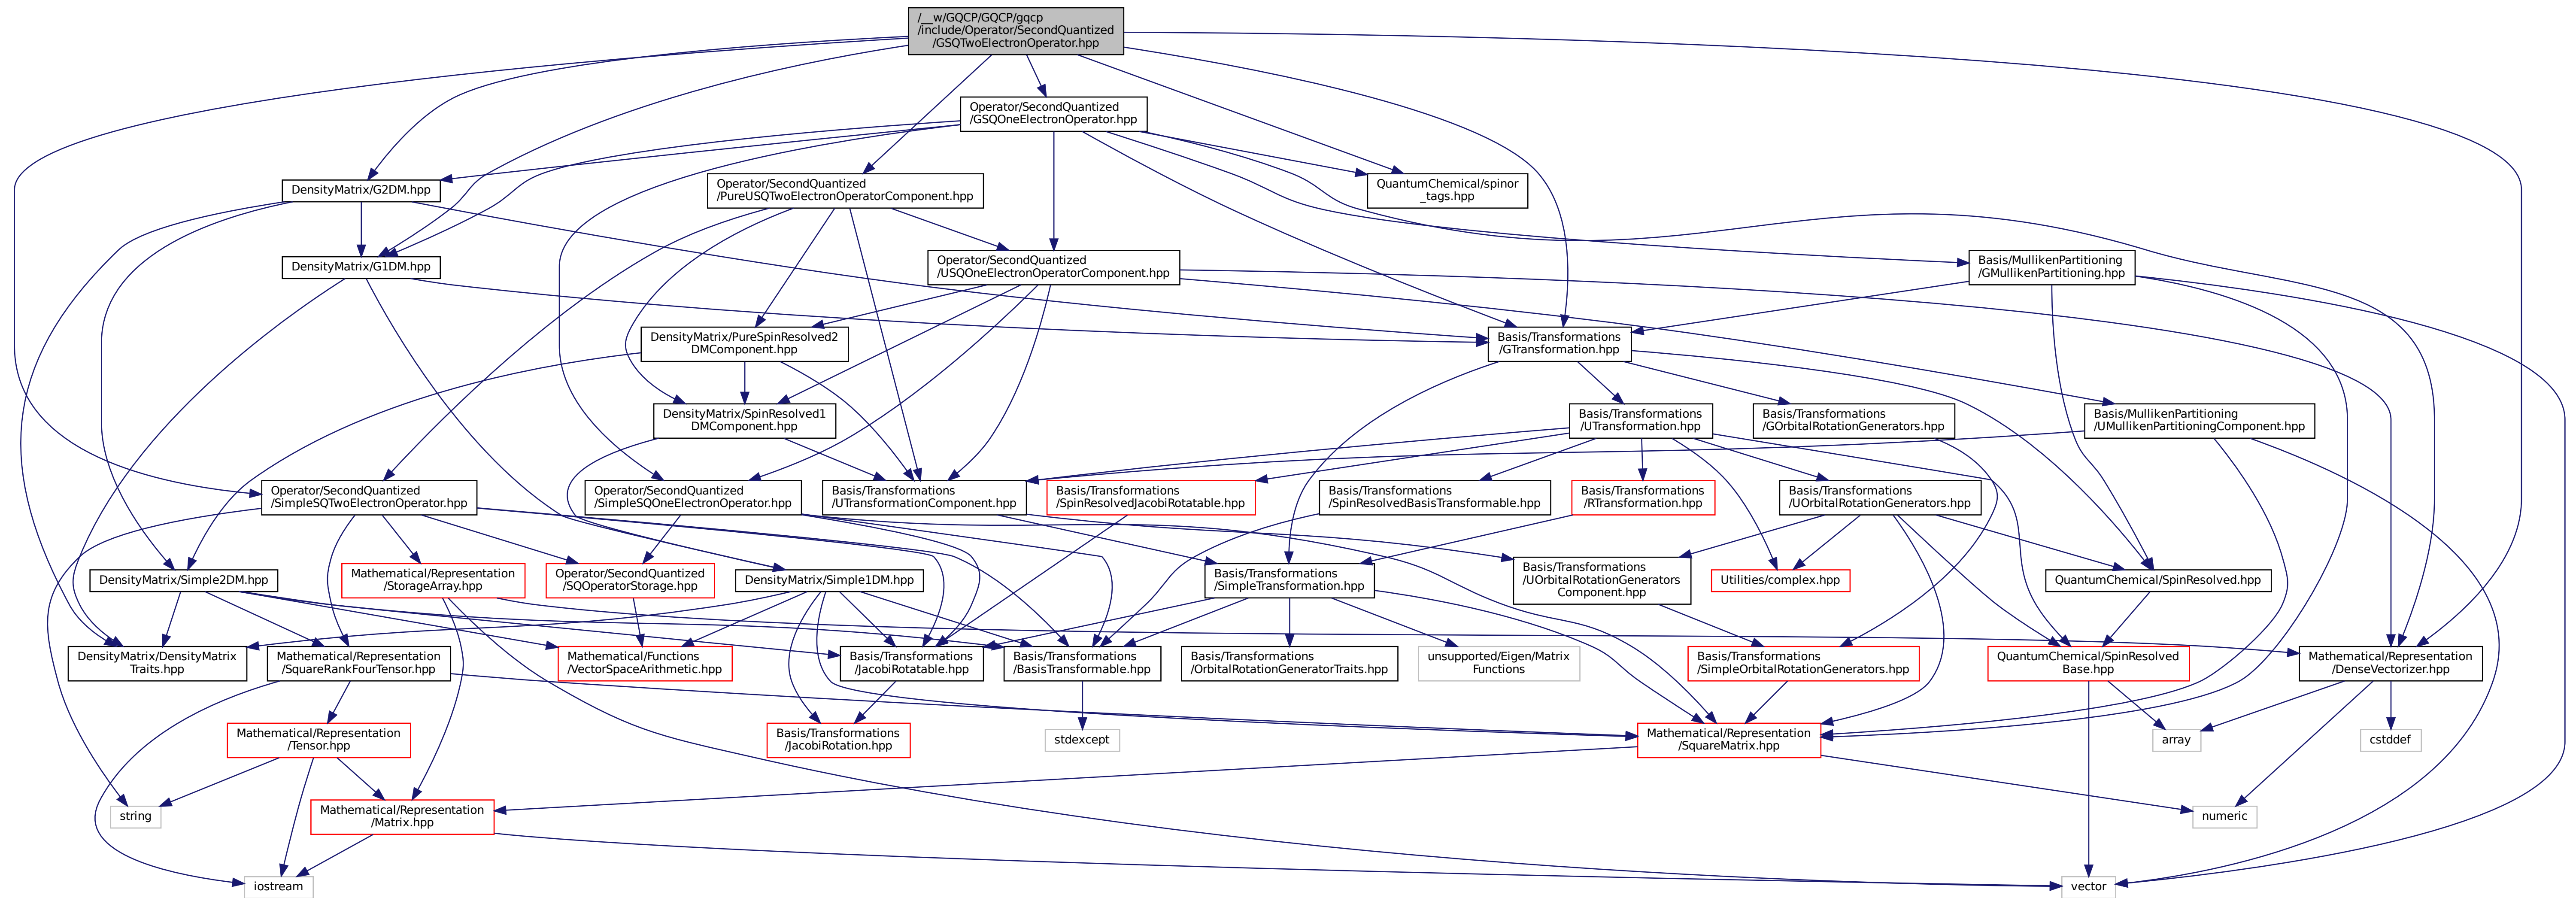 /__w/GQCP/GQCP/gqcp
/include/Operator/SecondQuantized
/GSQTwoElectronOperator.hpp
Operator/SecondQuantized
/GSQOneElectronOperator.hpp
DensityMatrix/G2DM.hpp
Operator/SecondQuantized
/PureUSQTwoElectronOperatorComponent.hpp
QuantumChemical/spinor
_tags.hpp
DensityMatrix/G1DM.hpp
Operator/SecondQuantized
/USQOneElectronOperatorComponent.hpp
Basis/MullikenPartitioning
/GMullikenPartitioning.hpp
DensityMatrix/PureSpinResolved2
DMComponent.hpp
Basis/Transformations
/GTransformation.hpp
DensityMatrix/SpinResolved1
DMComponent.hpp
Basis/Transformations
/UTransformation.hpp
Basis/Transformations
/GOrbitalRotationGenerators.hpp
Basis/MullikenPartitioning
/UMullikenPartitioningComponent.hpp
Operator/SecondQuantized
/SimpleSQTwoElectronOperator.hpp
Operator/SecondQuantized
/SimpleSQOneElectronOperator.hpp
Basis/Transformations
/UTransformationComponent.hpp
Basis/Transformations
/SpinResolvedJacobiRotatable.hpp
Basis/Transformations
/SpinResolvedBasisTransformable.hpp
Basis/Transformations
/RTransformation.hpp
Basis/Transformations
/UOrbitalRotationGenerators.hpp
DensityMatrix/Simple2DM.hpp
Mathematical/Representation
/StorageArray.hpp
Operator/SecondQuantized
/SQOperatorStorage.hpp
DensityMatrix/Simple1DM.hpp
Basis/Transformations
/SimpleTransformation.hpp
Basis/Transformations
/UOrbitalRotationGenerators
Component.hpp
Utilities/complex.hpp
QuantumChemical/SpinResolved.hpp
DensityMatrix/DensityMatrix
Traits.hpp
Mathematical/Representation
/SquareRankFourTensor.hpp
Mathematical/Functions
/VectorSpaceArithmetic.hpp
Basis/Transformations
/JacobiRotatable.hpp
Basis/Transformations
/BasisTransformable.hpp
Basis/Transformations
/OrbitalRotationGeneratorTraits.hpp
unsupported/Eigen/Matrix
Functions
Basis/Transformations
/SimpleOrbitalRotationGenerators.hpp
QuantumChemical/SpinResolved
Base.hpp
Mathematical/Representation
/DenseVectorizer.hpp
Mathematical/Representation
/Tensor.hpp
Basis/Transformations
/JacobiRotation.hpp
stdexcept
Mathematical/Representation
/SquareMatrix.hpp
array
cstddef
string
Mathematical/Representation
/Matrix.hpp
numeric
iostream
vector